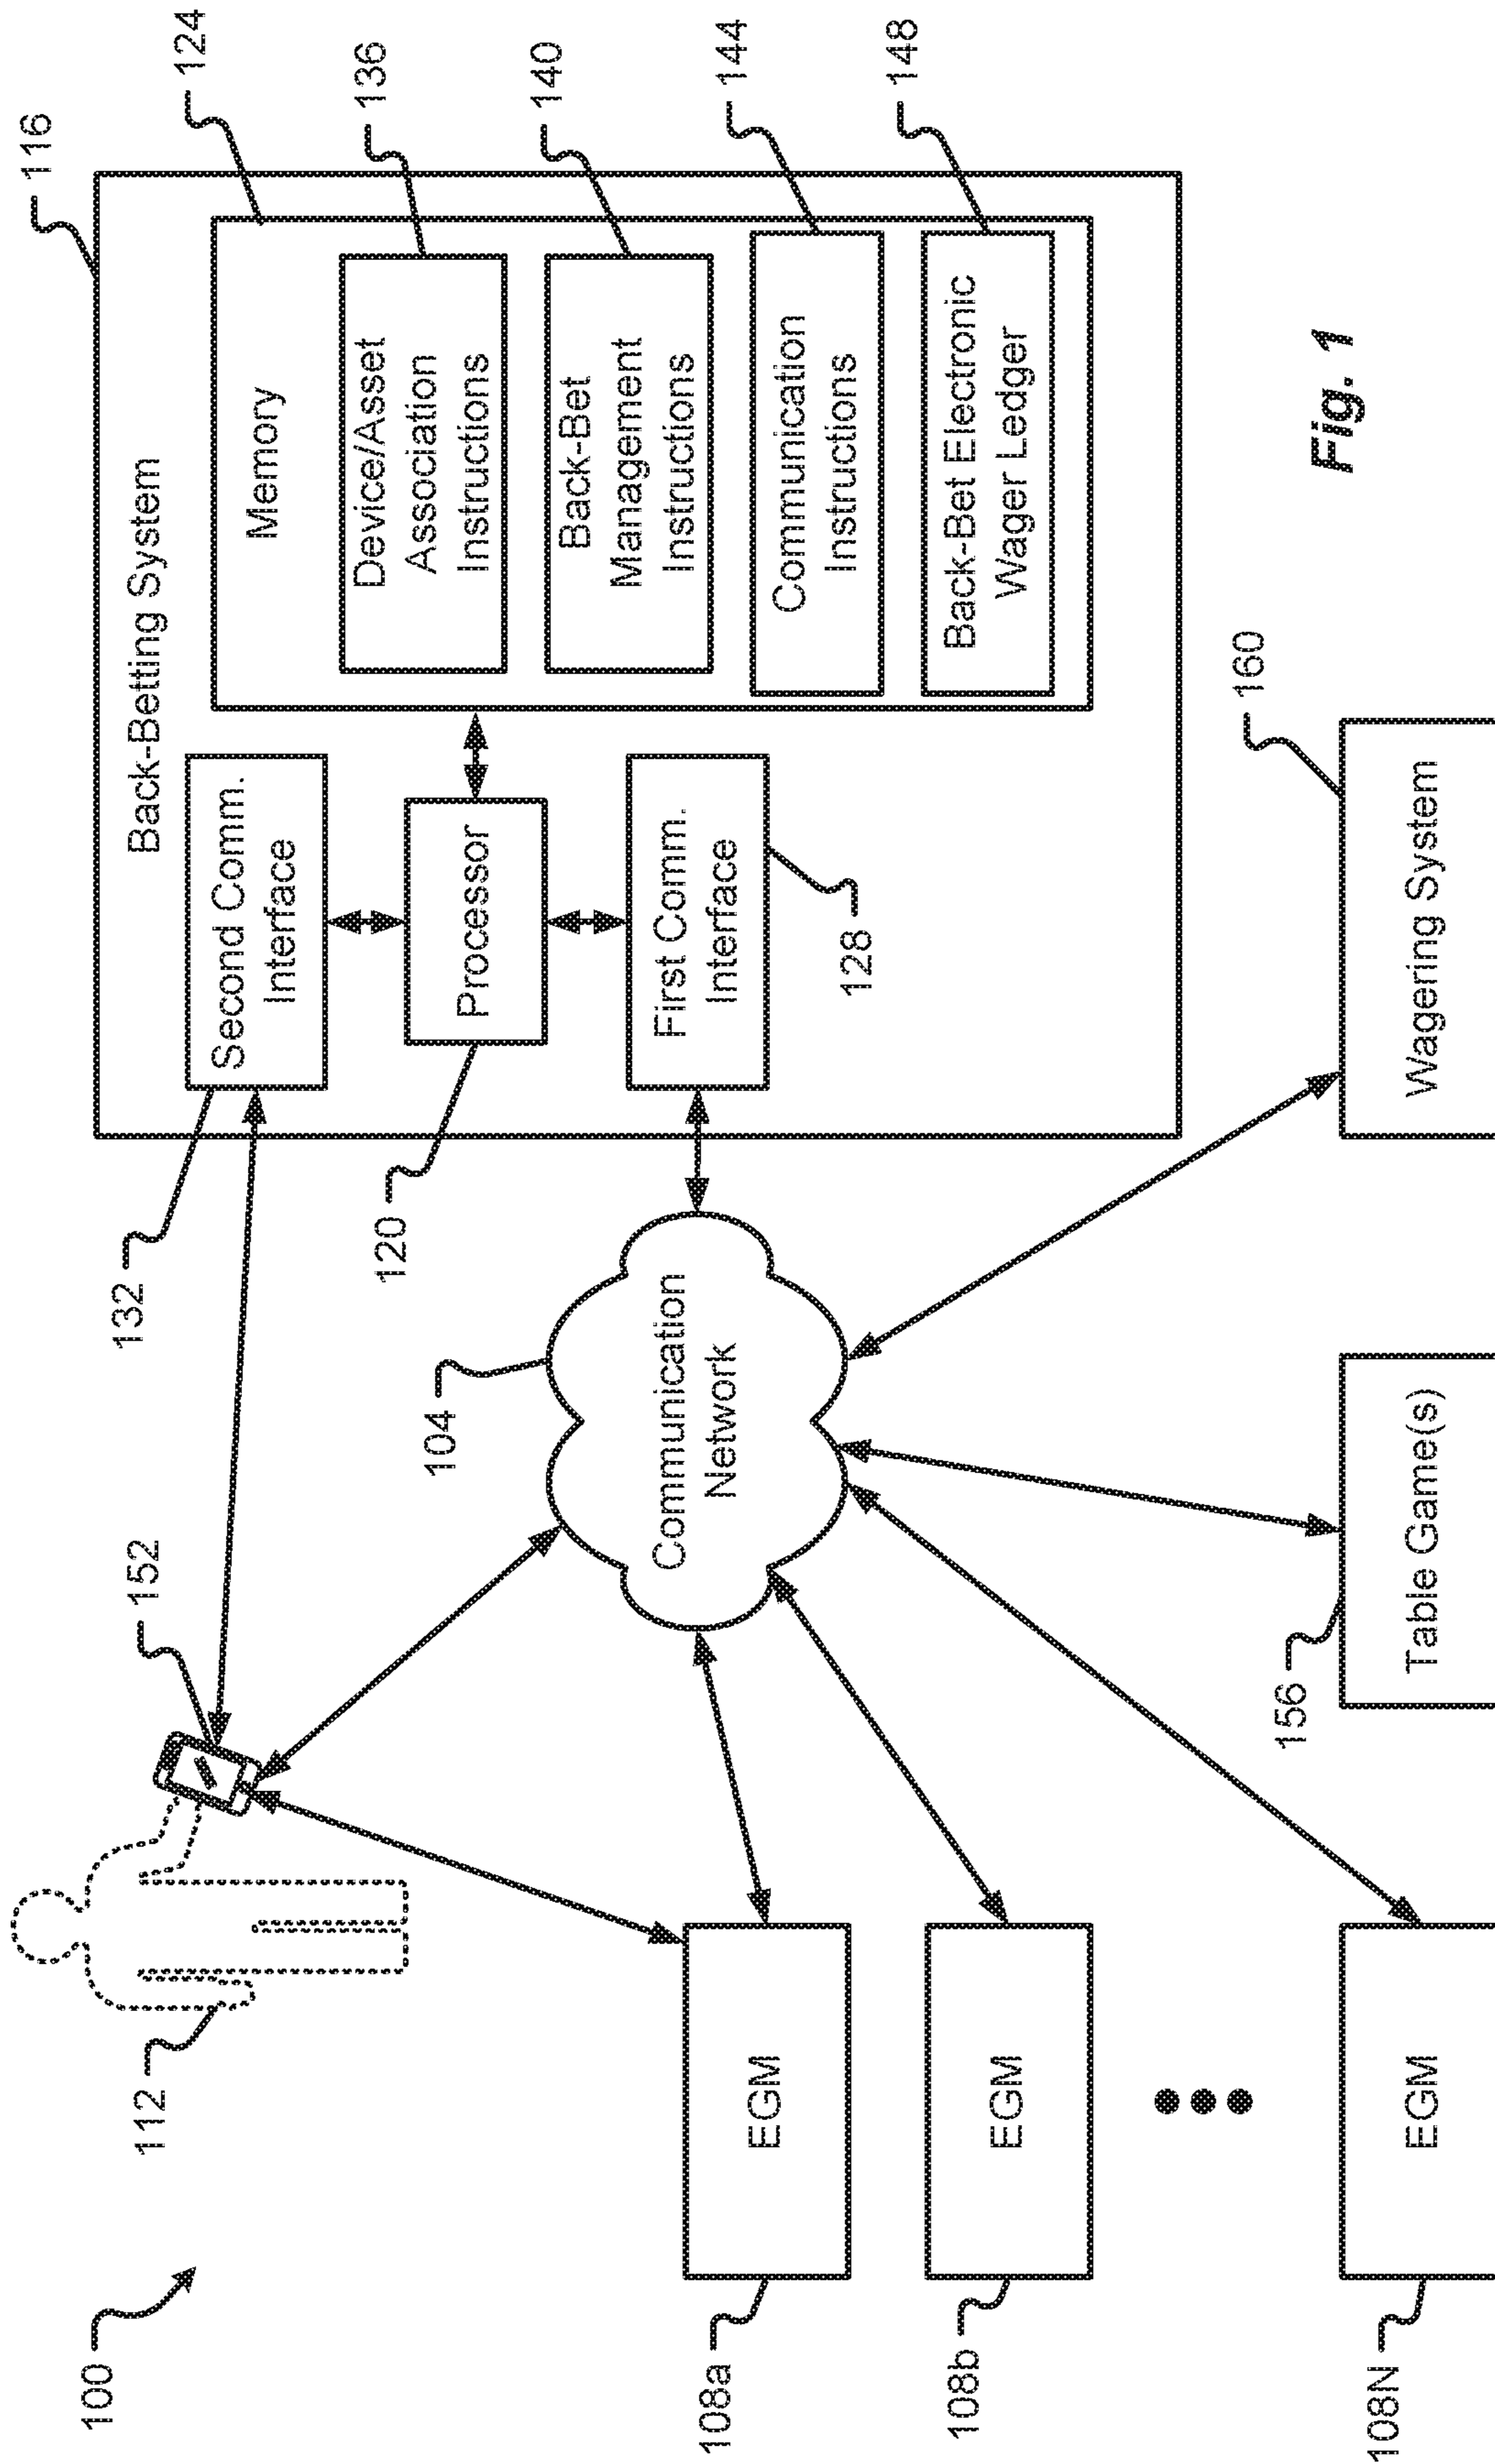 100
112
152
132
116
Back-Betting System
Second Comm.
Interface
120
Processor
First Comm.
Interface
128
Memory
124
Device/Asset
Association
Instructions
136
Back-Bet
Management
Instructions
140
Communication
Instructions
144
Back-Bet Electronic
Wager Ledger
148
104
Communication
Network
108a
EGM
108b
EGM
108N
EGM
156
Table Game(s)
160
Wagering System
Fig. 1